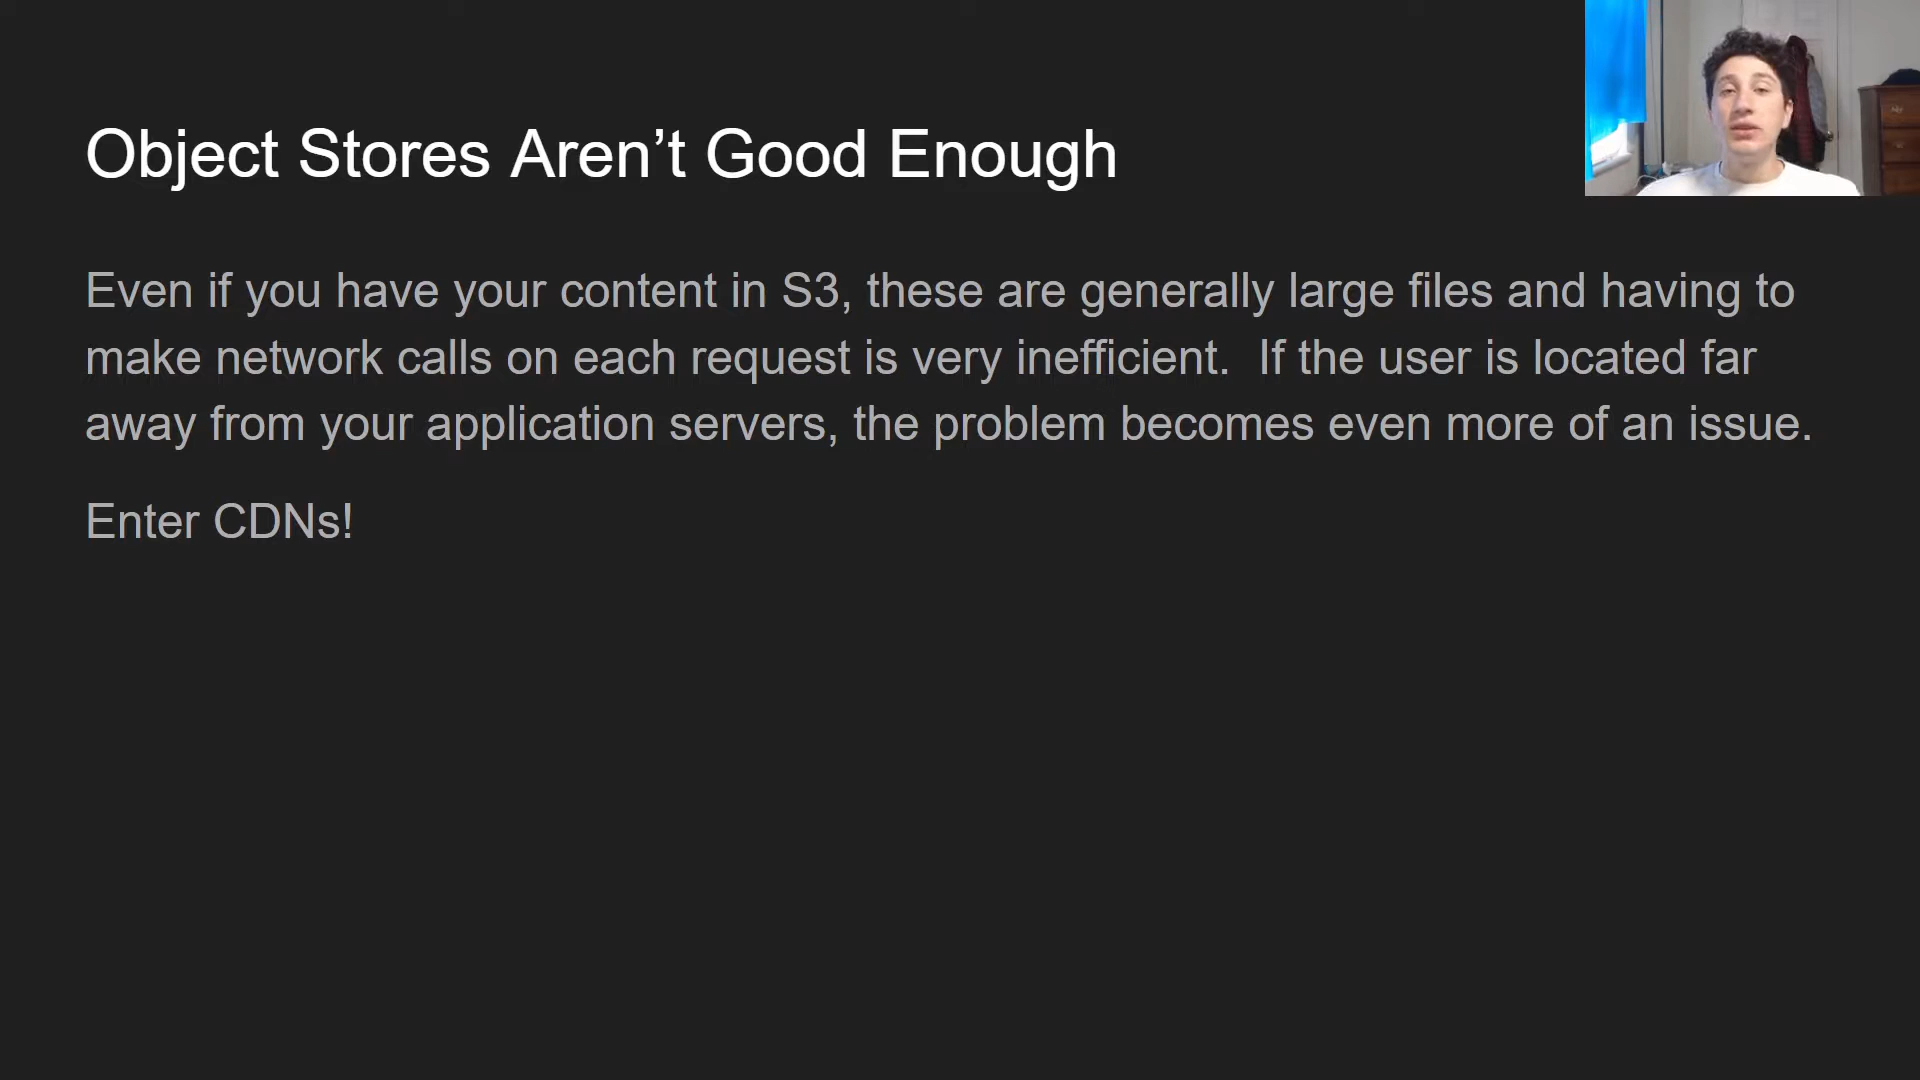 Object Stores Aren’t Good Enough
Even if you have your content in S3, these are generally large files and having to
make network calls on each request is very inefficient.  If the user is located far
away from your application servers, the problem becomes even more of an issue.
Enter CDNs!